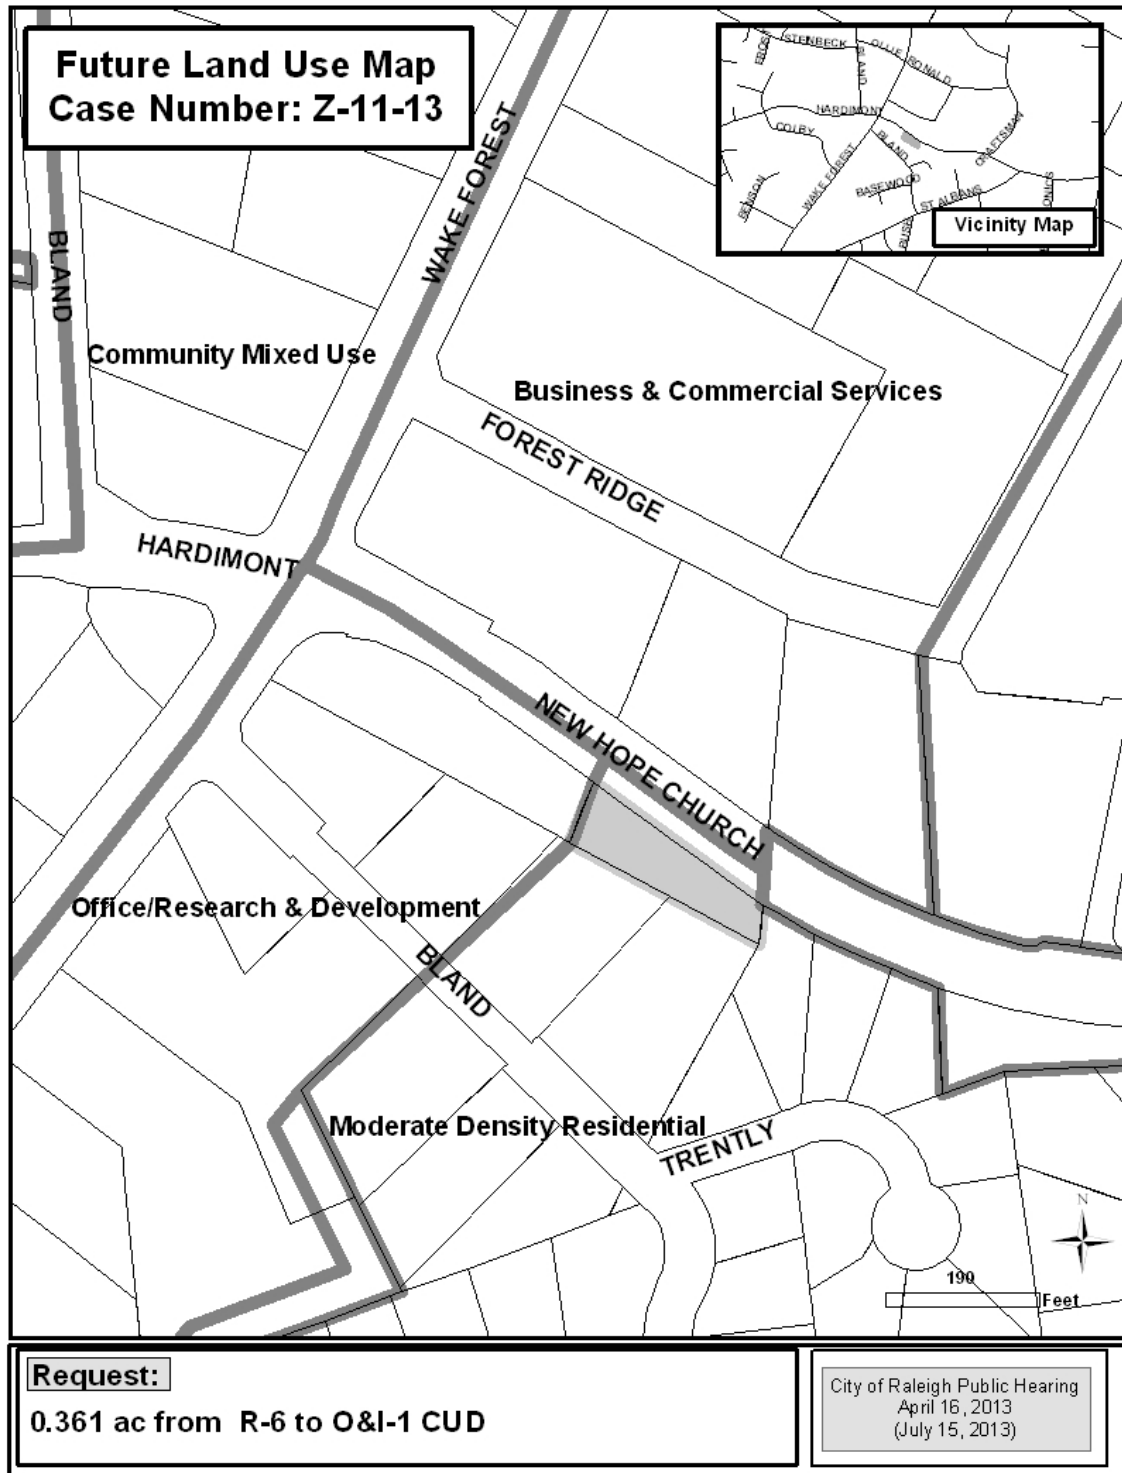 Future Land Use Map
Case Number: Z-11-13
STENBECK
BLAND
OLLIE
RONALD
HARDIMONT
COLBY
BLAND
CRAFTSMAN
WAKE FOREST
BASEWOOD
BENSON
ST ALBANS
BUSH
Vicinity Map
WAKE FOREST
BLAND
Community Mixed Use
Business & Commercial Services
FOREST RIDGE
HARDIMONT
NEW HOPE CHURCH
Office/Research & Development
BLAND
Moderate Density Residential
TRENTLY
N
190
Feet
Request:
0.361 ac from R-6 to O&I-1 CUD
City of Raleigh Public Hearing
April 16, 2013
(July 15, 2013)